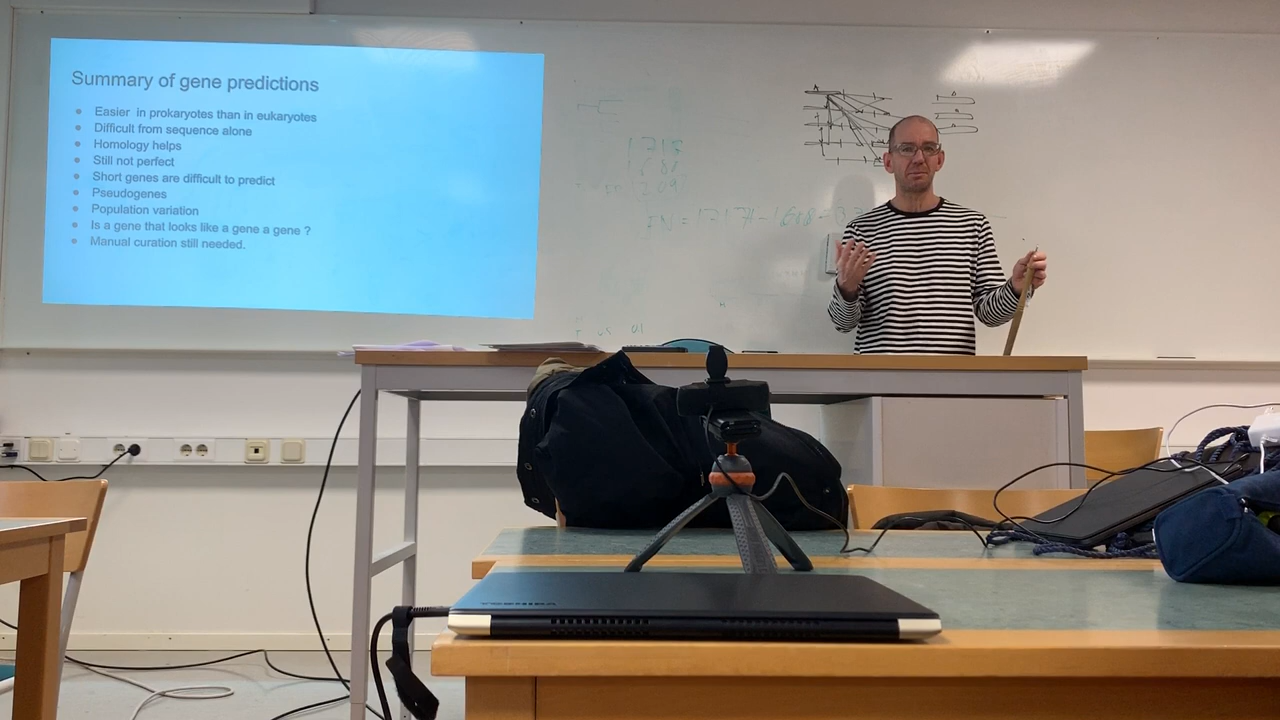 Summary of gene predictions
Easier in prokaryotes than in eukaryotes
Difficult from sequence alone
Homology helps
Still not perfect
Short genes are difficult to predict
Pseudogenes
Population variation
Is a gene that looks like a gene a gene ?
Manual curation still needed.